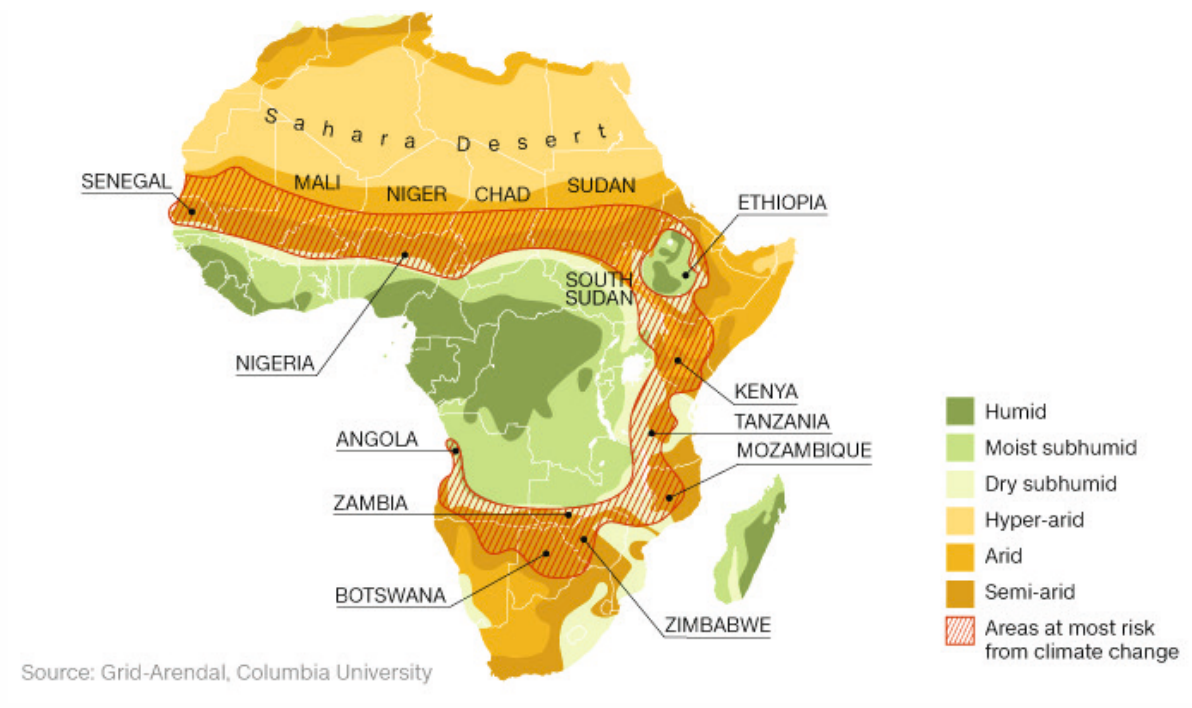 Sahara Desert
SENEGAL
MALI
NIGER
CHAD
SUDAN
ETHIOPIA
SOUTH
SUDAN
NIGERIA
KENYA
TANZANIA
ANGOLA
MOZAMBIQUE
ZAMBIA
BOTSWANA
ZIMBABWE
Humid
Moist subhumid
Dry subhumid
Hyper-arid
Arid
Semi-arid
Areas at most risk
from climate change
Source: Grid-Arendal, Columbia University